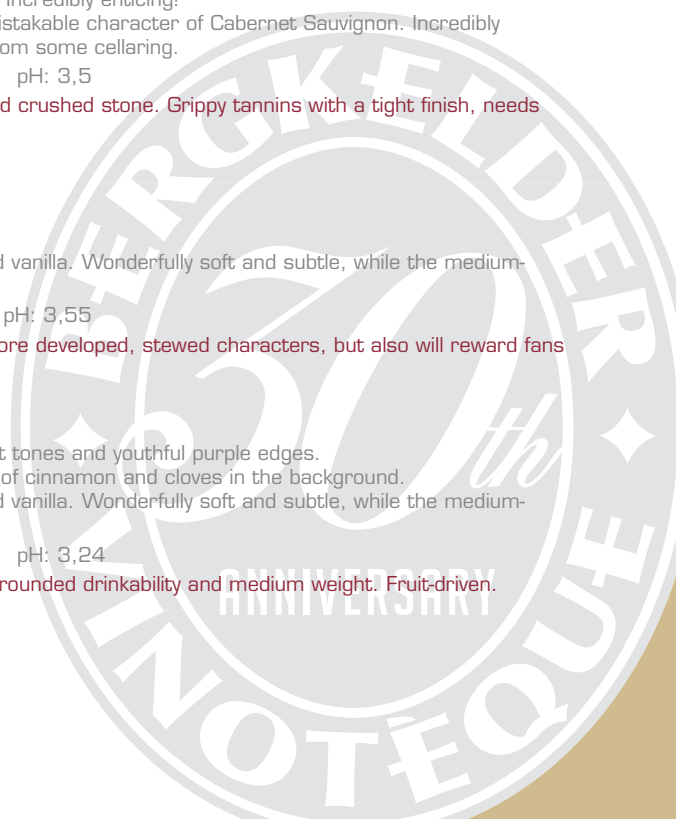 incredibly enticing!
istakable character of Cabernet Sauvignon. Incredibly
om some cellaring.
pH: 3,5
d crushed stone. Grippy tannins with a tight finish, needs
d vanilla. Wonderfully soft and subtle, while the medium-
pH: 3,55
ore developed, stewed characters, but also will reward fans
t tones and youthful purple edges.
of cinnamon and cloves in the background.
d vanilla. Wonderfully soft and subtle, while the medium-
pH: 3,24
rounded drinkability and medium weight. Fruit-driven.
BERGKELDER
30th
ANNIVERSARY
VINOTÈQUE